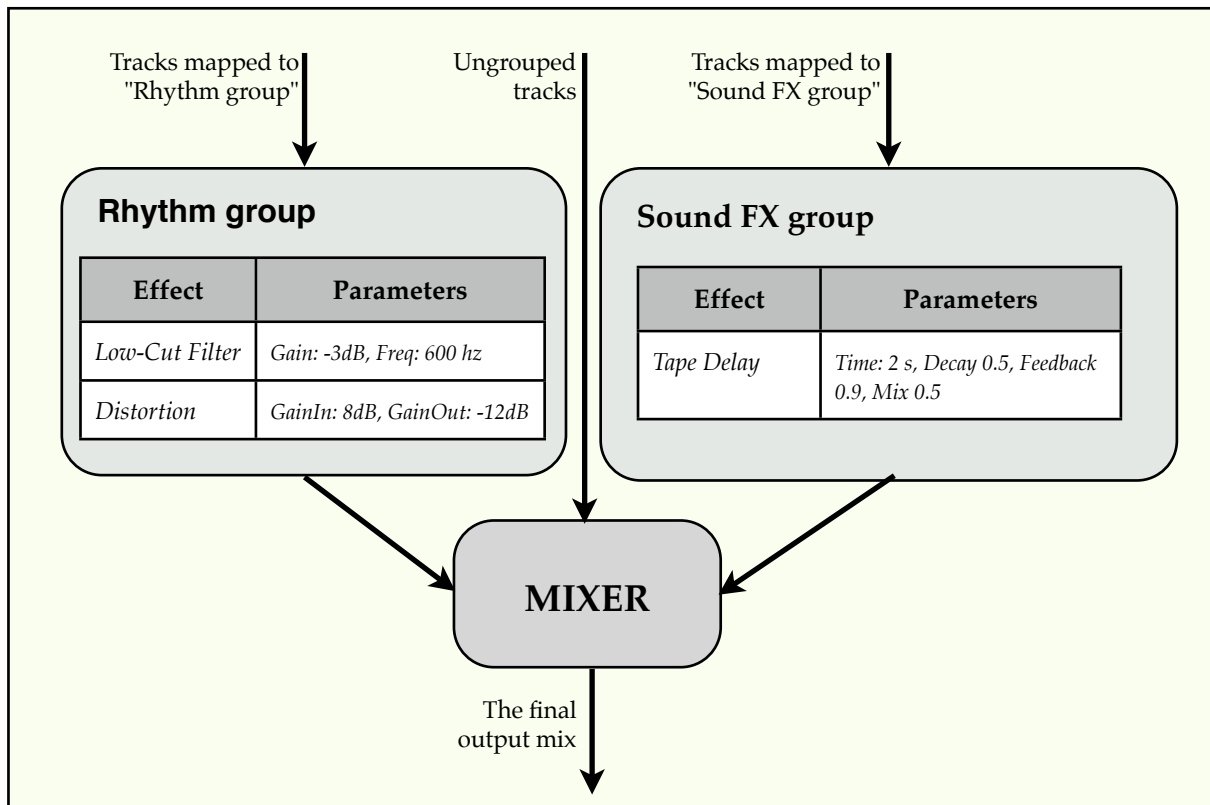 Tracks mapped to
"Rhythm group"
Ungrouped
tracks
Tracks mapped to
"Sound FX group"
Rhythm group
Effect Parameters
Low-Cut Filter Gain: -3dB, Freq: 600 hz
Distortion GainIn: 8dB, GainOut: -12dB
Sound FX group
Effect Parameters
Tape Delay Time: 2 s, Decay 0.5, Feedback
0.9, Mix 0.5
MIXER
The final
output mix